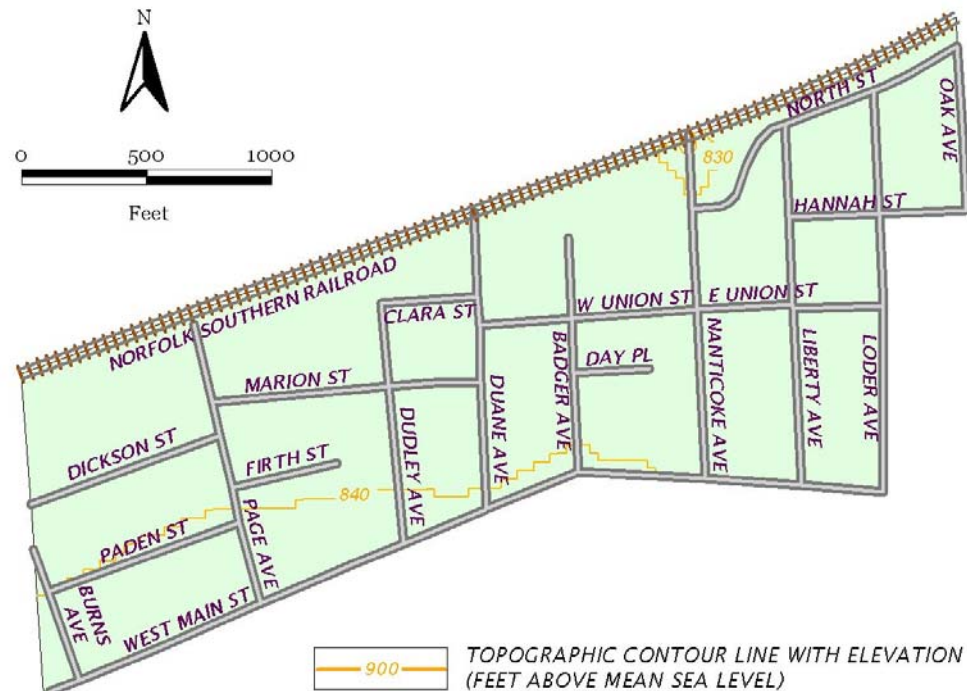 N
0 500 1000
Feet
NORTH ST
OAK AVE
830
HANNAH ST
NORFOLK SOUTHERN RAILROAD
CLARA ST
W UNION ST
E UNION ST
BADGER AVE
DAY PL
NANTICOKE AVE
LIBERTY AVE
LODER AVE
MARION ST
DUDLEY AVE
DUANE AVE
DICKSON ST
FIRTH ST
840
PAGE AVE
PADEN ST
BURNS
AVE
WEST MAIN ST
900
TOPOGRAPHIC CONTOUR LINE WITH ELEVATION
(FEET ABOVE MEAN SEA LEVEL)